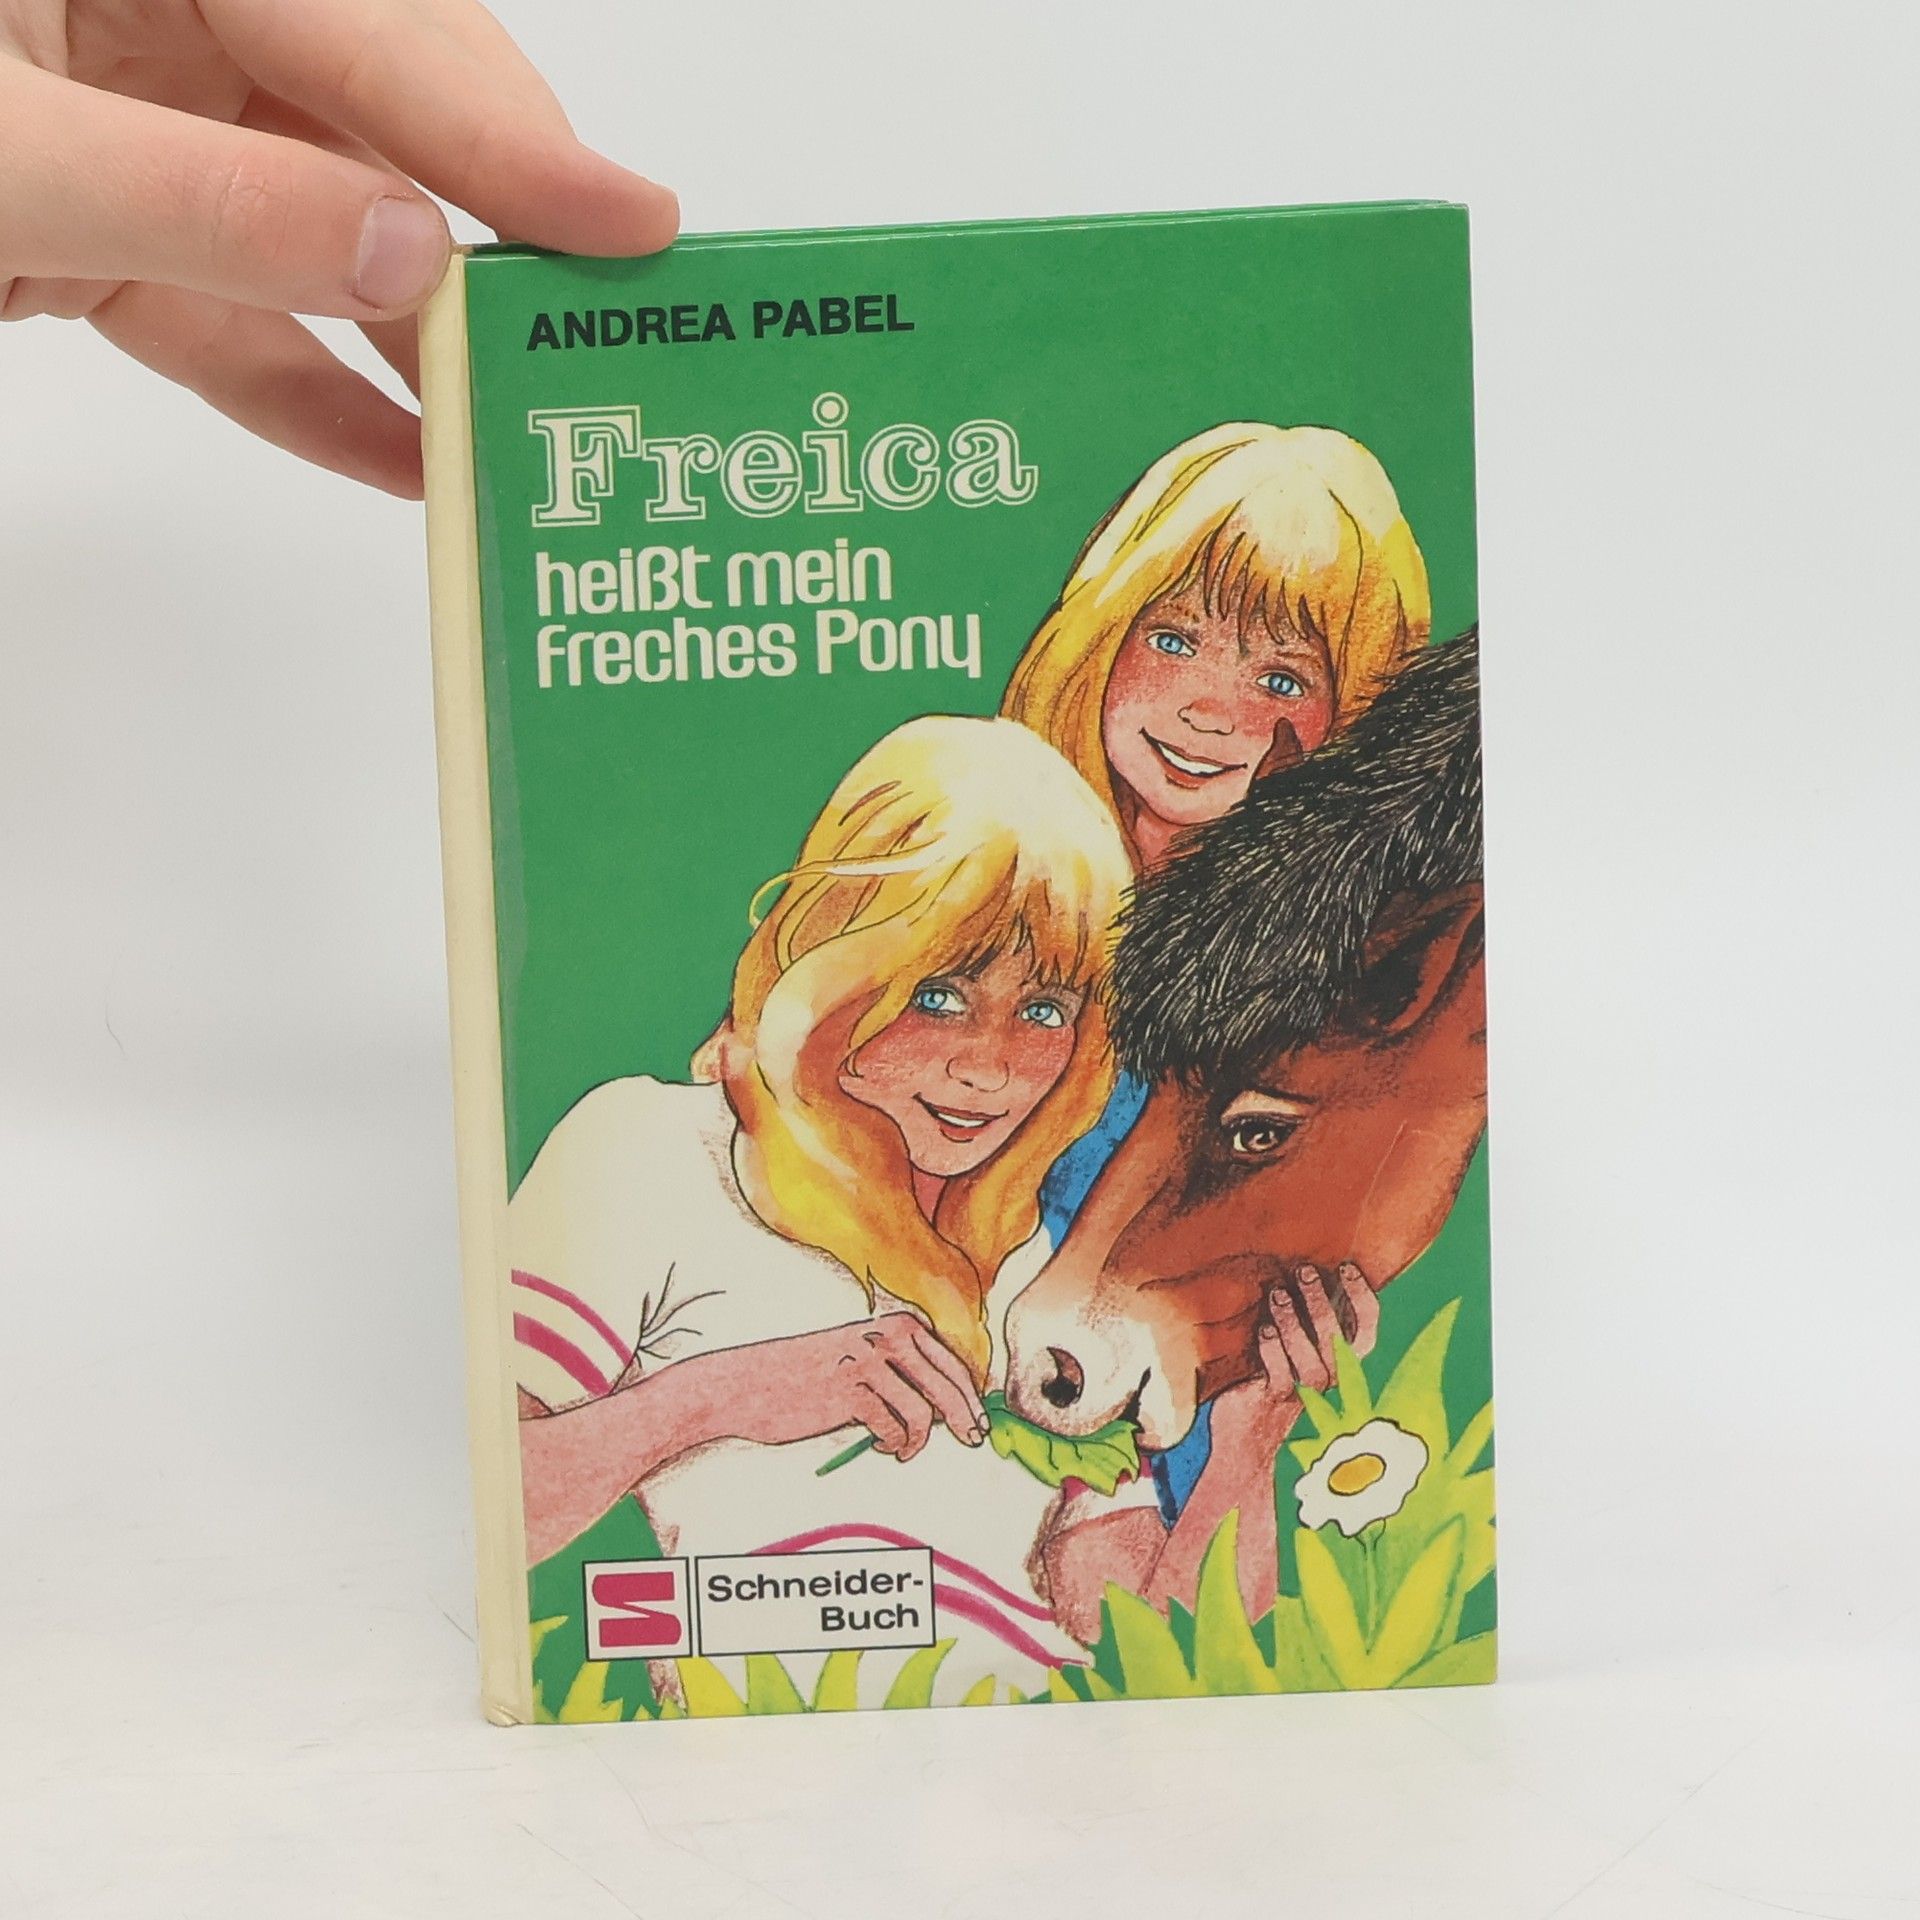 ANDREA PABEL
Freica
heißt mein
freches Pony
Schneider-
Buch